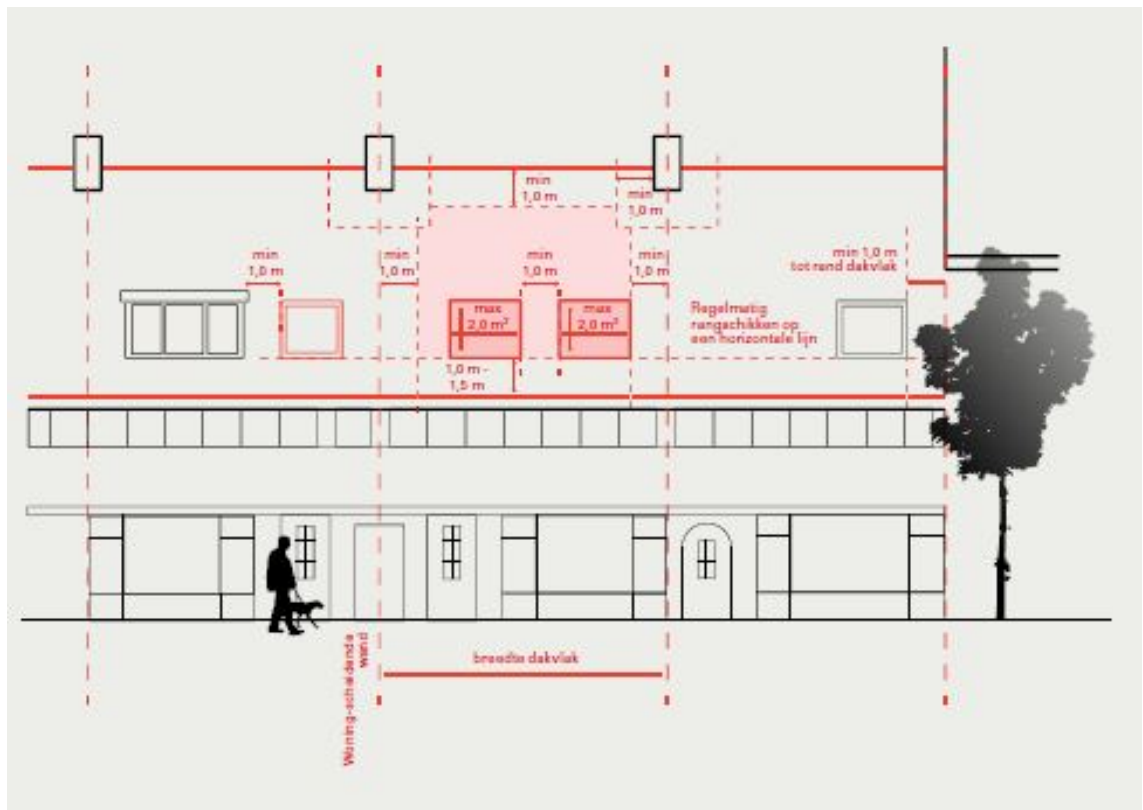 min
1,0 m
min
1,0 m
min
1,0 m
min
1,0 m
min
1,0 m
min
1,0 m
min 1,0 m
tot rand dakvlak
max
2,0 m²
max
2,0 m²
Regelmatig
rangschikken op
een horizontale lijn
1,0 m -
1,5 m
Woning-scheidende
wand
breedte dakvlak